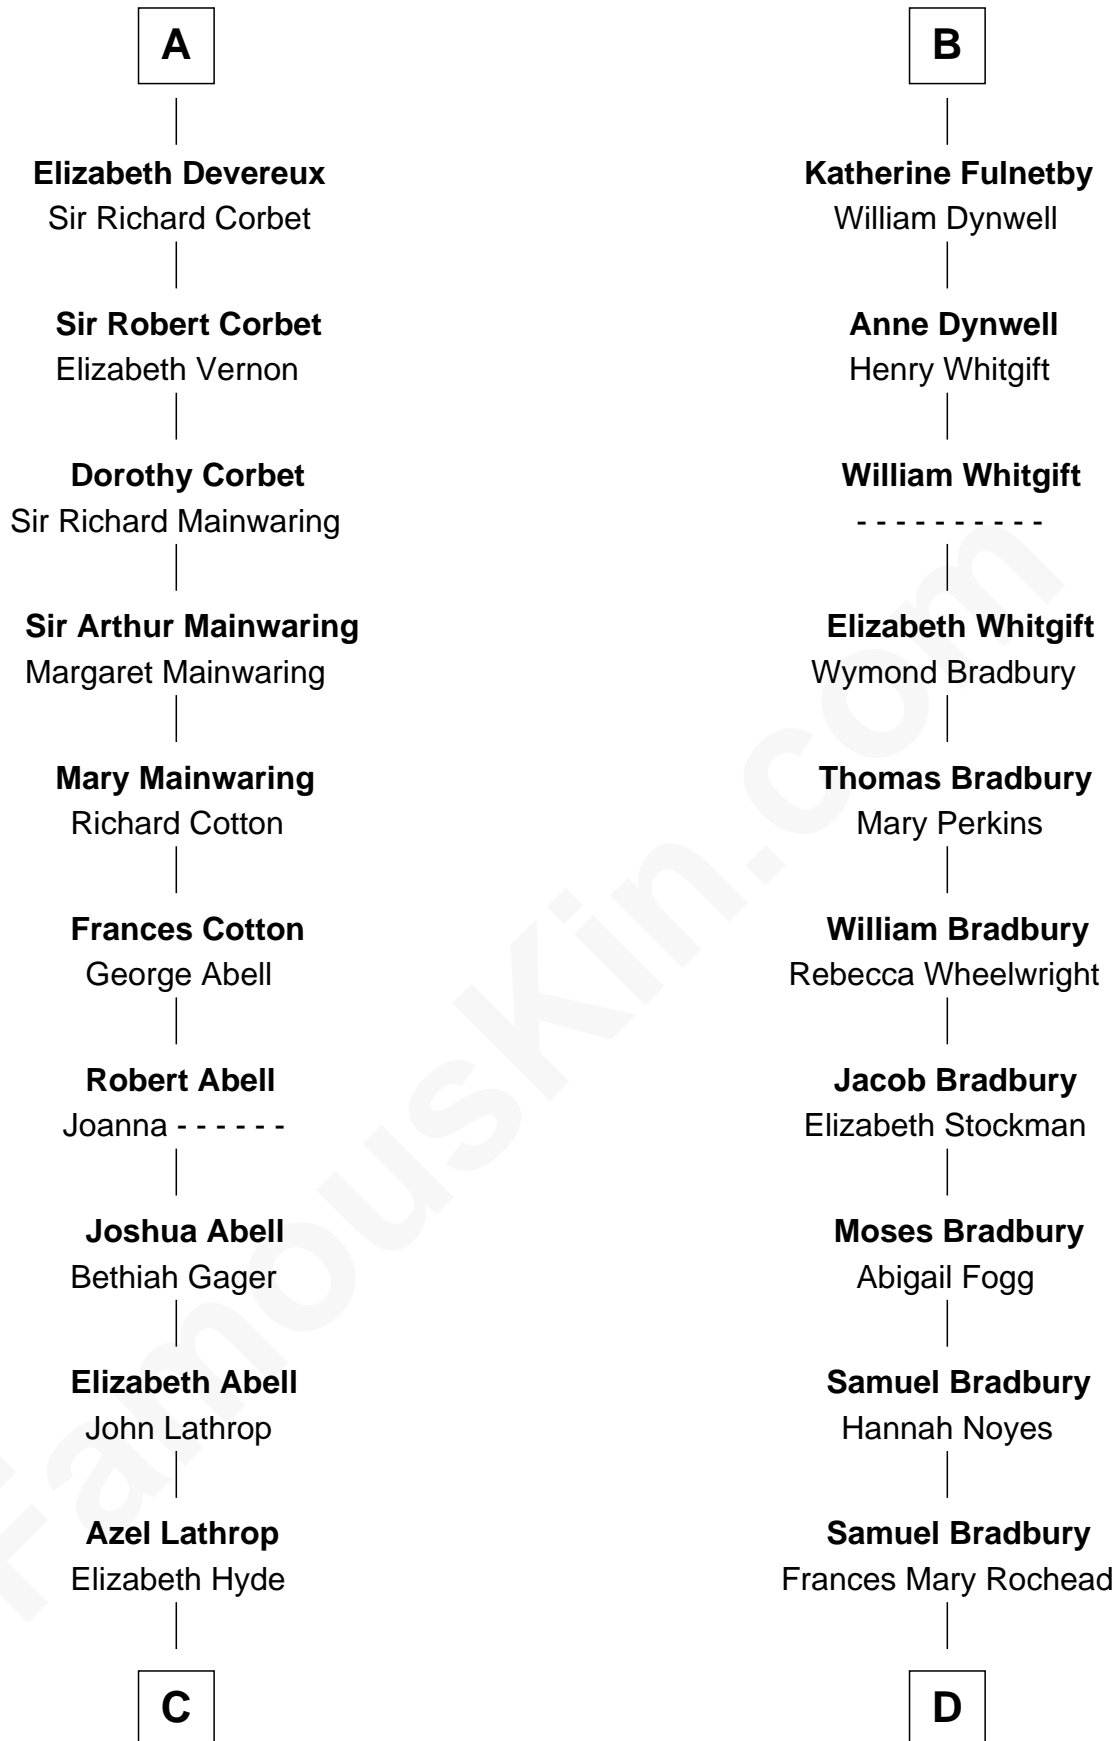 A
Elizabeth Devereux
Sir Richard Corbet
Sir Robert Corbet
Elizabeth Vernon
Dorothy Corbet
Sir Richard Mainwaring
Sir Arthur Mainwaring
Margaret Mainwaring
Mary Mainwaring
Richard Cotton
Frances Cotton
George Abell
Robert Abell
Joanna - - - - - -
Joshua Abell
Bethiah Gager
Elizabeth Abell
John Lathrop
Azel Lathrop
Elizabeth Hyde
C
B
Katherine Fulnetby
William Dynwell
Anne Dynwell
Henry Whitgift
William Whitgift
- - - - - - - - - -
Elizabeth Whitgift
Wymond Bradbury
Thomas Bradbury
Mary Perkins
William Bradbury
Rebecca Wheelwright
Jacob Bradbury
Elizabeth Stockman
Moses Bradbury
Abigail Fogg
Samuel Bradbury
Hannah Noyes
Samuel Bradbury
Frances Mary Rochead
D
FamousKin.com